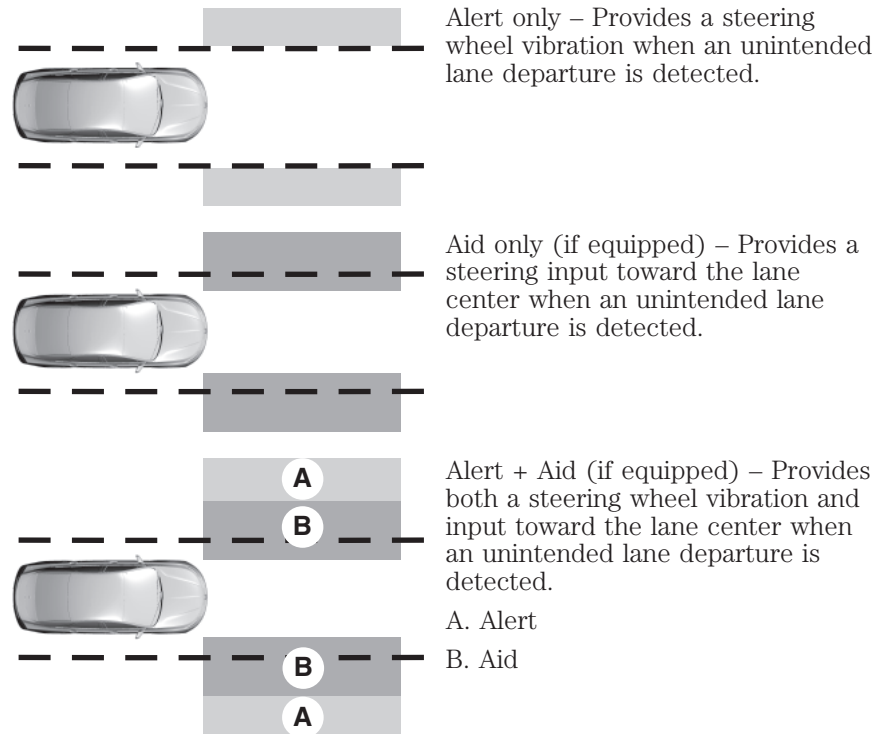 Alert only – Provides a steering
wheel vibration when an unintended
lane departure is detected.
Aid only (if equipped) – Provides a
steering input toward the lane
center when an unintended lane
departure is detected.
A
B
B
A
Alert + Aid (if equipped) – Provides
both a steering wheel vibration and
input toward the lane center when
an unintended lane departure is
detected.
A. Alert
B. Aid